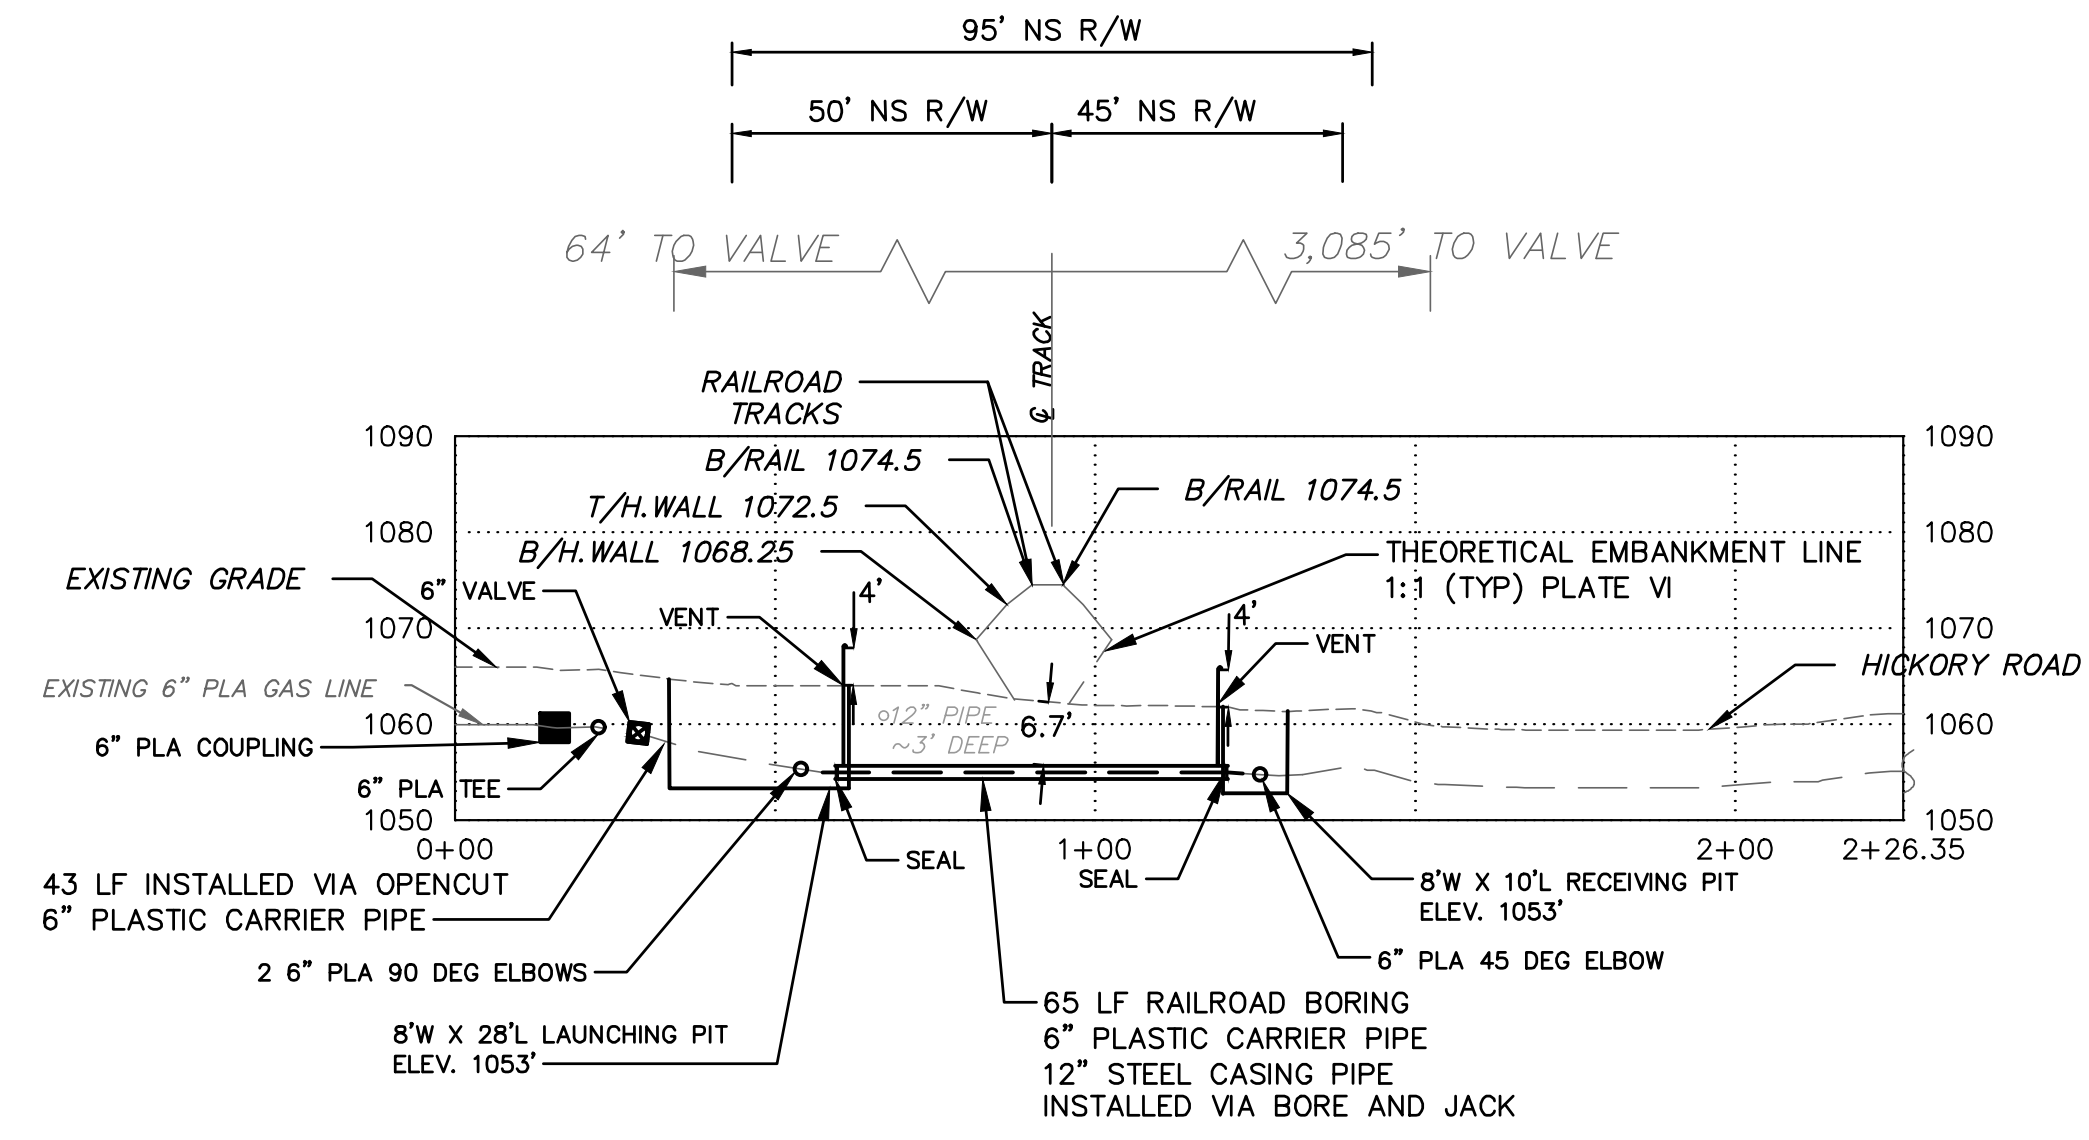 95' NS R/W
50' NS R/W
45' NS R/W
64' TO VALVE
3,085' TO VALVE
℄ TRACK
RAILROAD
TRACKS
1090
1090
B/RAIL 1074.5
B/RAIL 1074.5
T/H.WALL 1072.5
1080
1080
B/H.WALL 1068.25
THEORETICAL EMBANKMENT LINE
1:1 (TYP) PLATE VI
EXISTING GRADE
6" VALVE
4'
4'
VENT
1070
1070
VENT
HICKORY ROAD
EXISTING 6" PLA GAS LINE
12" PIPE
~3' DEEP
6.7'
1060
1060
6" PLA COUPLING
6" PLA TEE
1050
1050
0+00
1+00
2+00
2+26.35
SEAL
SEAL
43 LF INSTALLED VIA OPENCUT
6" PLASTIC CARRIER PIPE
8'W X 10'L RECEIVING PIT
ELEV. 1053'
2 6" PLA 90 DEG ELBOWS
6" PLA 45 DEG ELBOW
8'W X 28'L LAUNCHING PIT
ELEV. 1053'
65 LF RAILROAD BORING
6" PLASTIC CARRIER PIPE
12" STEEL CASING PIPE
INSTALLED VIA BORE AND JACK